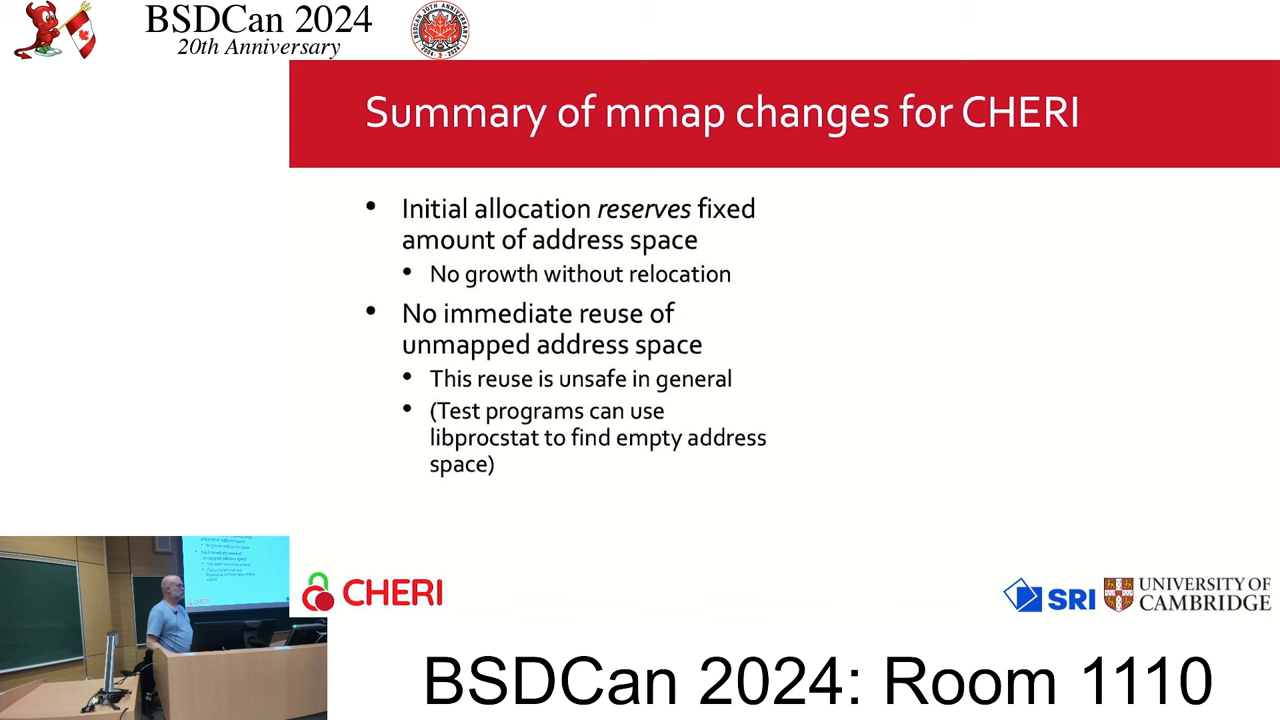 BSDCan 2024
20th Anniversary
Summary of mmap changes for CHERI
• Initial allocation reserves fixed
amount of address space
• No growth without relocation
• No immediate reuse of
unmapped address space
• This reuse is unsafe in general
• (Test programs can use
libprocstat to find empty address
space)
CHERI
SRI
UNIVERSITY OF
CAMBRIDGE
BSDCan 2024: Room 1110